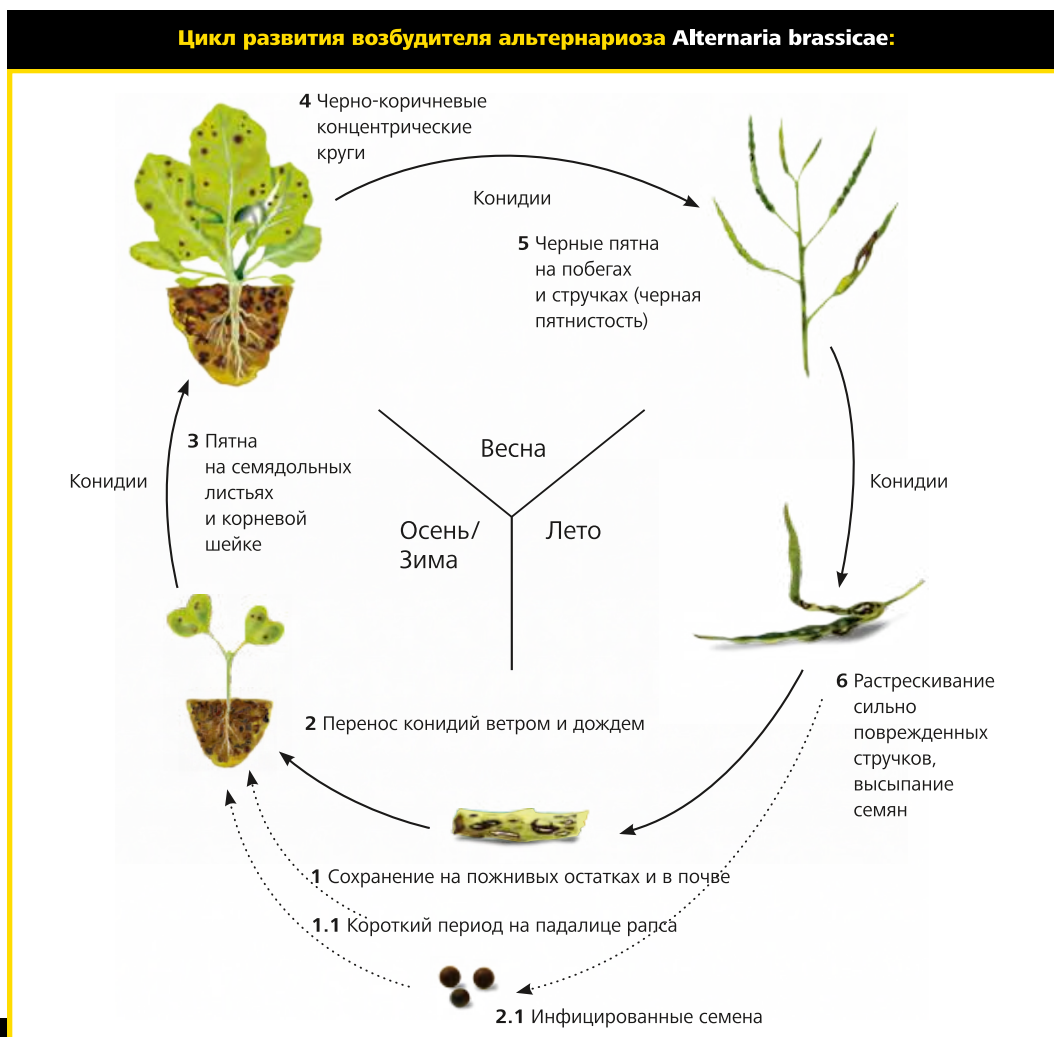 Цикл развития возбудителя альтернариоза Alternaria brassicae:
4 Черно-коричневые
концентрические
круги
Конидии
5 Черные пятна
на побегах
и стручках (черная
пятнистость)
Весна
3 Пятна
на семядольных
листьях
и корневой
шейке
Конидии
Конидии
Осень/
Зима
Лето
6 Растрескивание
сильно
поврежденных
стручков,
высыпание
семян
2 Перенос конидий ветром и дождем
1 Сохранение на пожнивых остатках и в почве
1.1 Короткий период на падалице рапса
2.1 Инфицированные семена